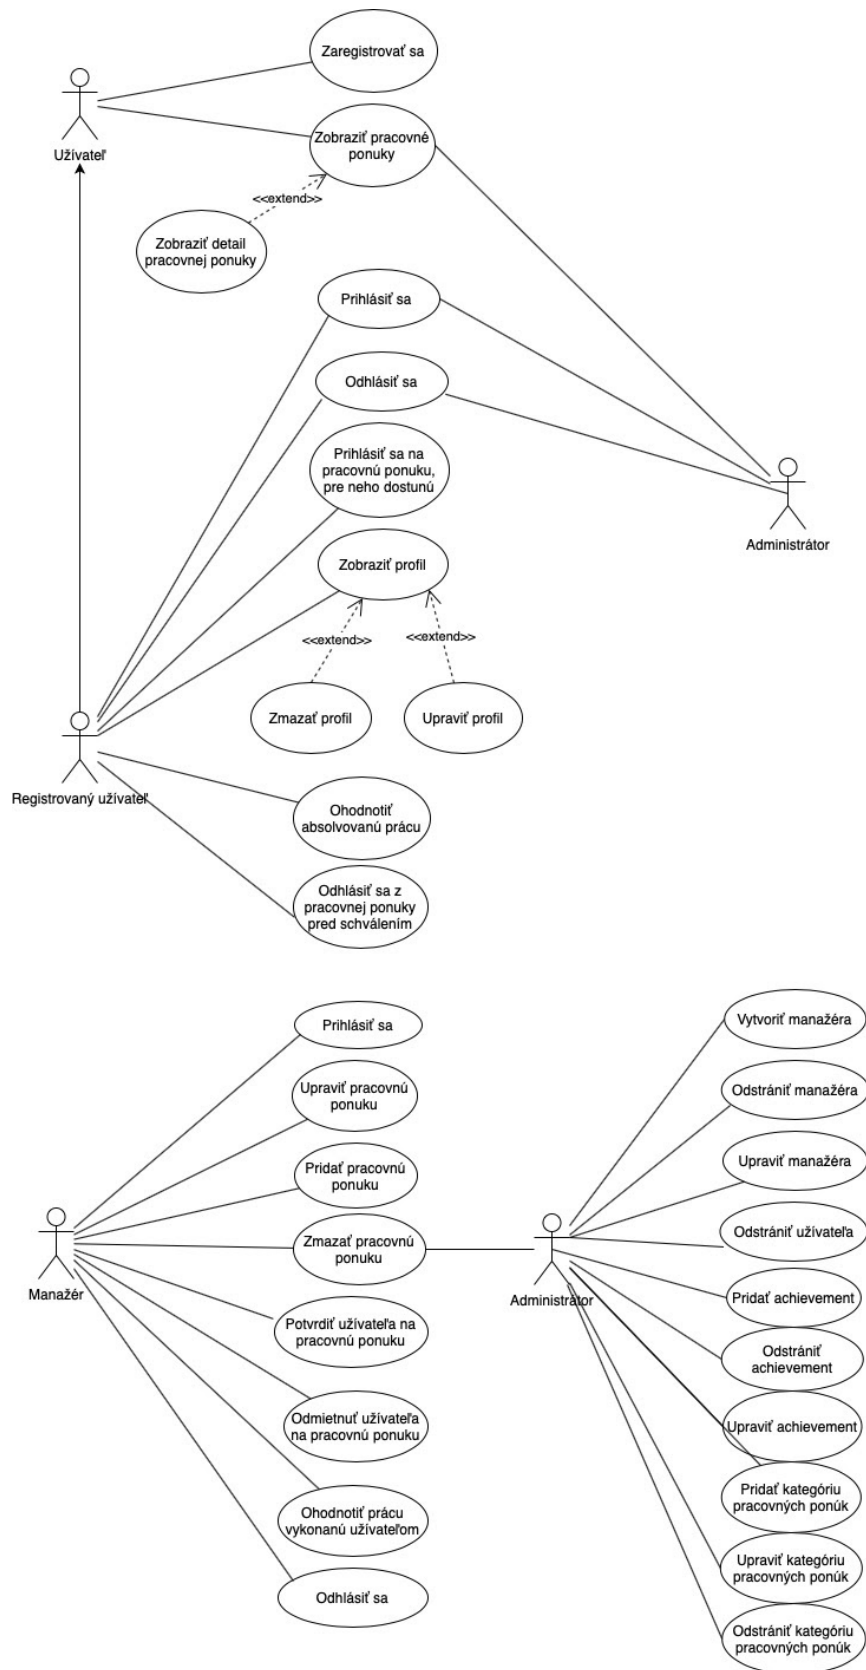 Zaregistrovať sa
Užívateľ
Zobraziť pracovné
ponuky
<<extend>>
Zobraziť detail
pracovnej ponuky
Prihlásiť sa
Odhlásiť sa
Prihlásiť sa na
pracovnú ponuku,
pre neho dostunú
Administrátor
Zobraziť profil
<<extend>>
<<extend>>
Zmazať profil
Upraviť profil
Registrovaný užívateľ
Ohodnotiť
absolvovanú prácu
Odhlásiť sa z
pracovnej ponuky
pred schválením
Prihlásiť sa
Upraviť pracovnú
ponuku
Pridať pracovnú
ponuku
Zmazať pracovnú
ponuku
Manažér
Potvrdiť užívateľa na
pracovnú ponuku
Odmietnuť užívateľa
na pracovnú ponuku
Ohodnotiť prácu
vykonanú užívateľom
Odhlásiť sa
Vytvoriť manažéra
Odstrániť manažéra
Upraviť manažéra
Odstrániť užívateľa
Administrátor
Pridať achievement
Odstrániť
achievement
Upraviť achievement
Pridať kategóriu
pracovných ponúk
Upraviť kategóriu
pracovných ponúk
Odstrániť kategóriu
pracovných ponúk